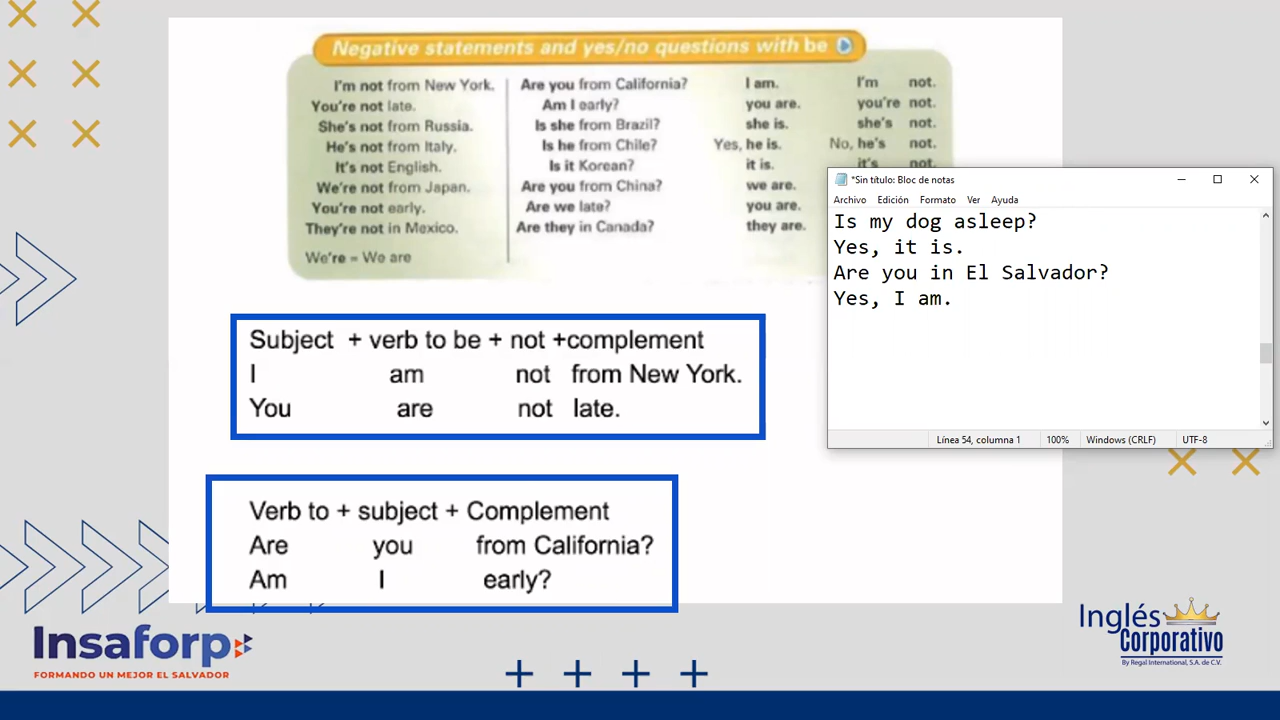 Negative statements and yes/no questions with be
I'm not from New York.
You're not late.
She's not from Russia.
He's not from Italy.
It's not English.
We're not from Japan.
You're not early.
They're not in Mexico.
We're = We are
Are you from California?
Am I early?
Is she from Brazil?
Is he from Chile?
Is it Korean?
Are you from China?
Are we late?
Are they in Canada?
I am.
you are.
she is.
Yes, he is.
it is.
we are.
you are.
they are.
I'm not.
you're not.
she's not.
No, he's not.
it's not.
*Sin título: Bloc de notas
Archivo Edición Formato Ver Ayuda
Is my dog asleep?
Yes, it is.
Are you in El Salvador?
Yes, I am.
Línea 54, columna 1 100% Windows (CRLF) UTF-8
Subject + verb to be + not +complement
I am not from New York.
You are not late.
Verb to + subject + Complement
Are you from California?
Am I early?
Insaforp
FORMANDO UN MEJOR EL SALVADOR
Inglés
Corporativo
By Regal International, S.A. de C.V.